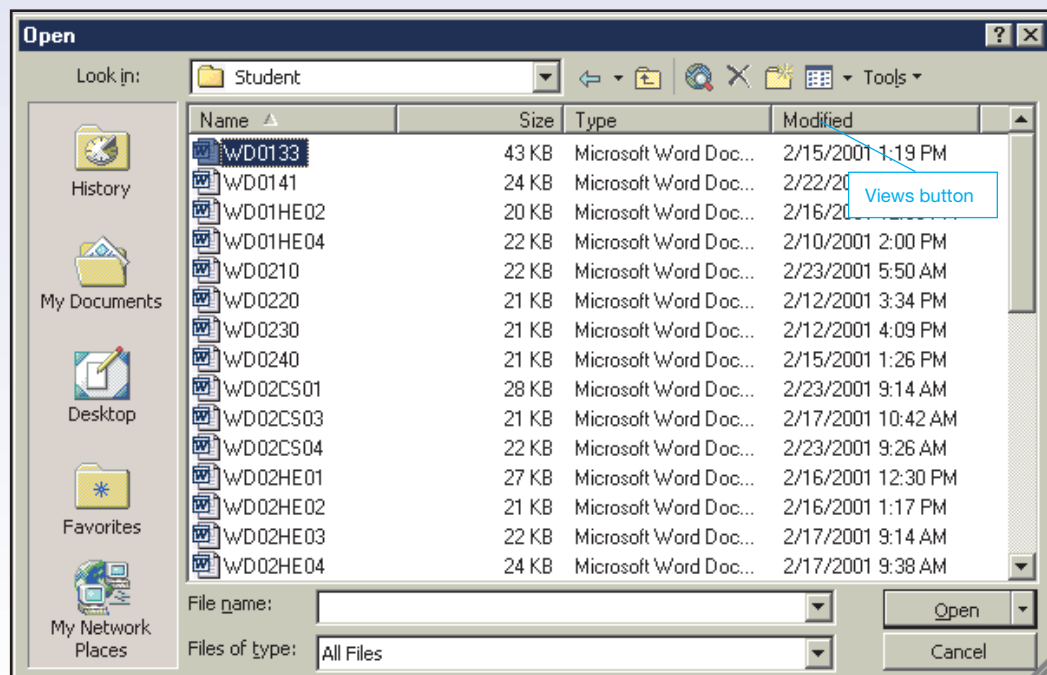 Open
Look in: Student Tools
Name Size Type Modified
WD0133 43 KB Microsoft Word Doc... 2/15/2001 1:19 PM
WD0141 24 KB Microsoft Word Doc...
Views button
WD01HE02 20 KB Microsoft Word Doc...
WD01HE04 22 KB Microsoft Word Doc... 2/10/2001 2:00 PM
WD0210 22 KB Microsoft Word Doc... 2/23/2001 5:50 AM
WD0220 21 KB Microsoft Word Doc... 2/12/2001 3:34 PM
WD0230 21 KB Microsoft Word Doc... 2/12/2001 4:09 PM
WD0240 21 KB Microsoft Word Doc... 2/15/2001 1:26 PM
WD02CS01 28 KB Microsoft Word Doc... 2/23/2001 9:14 AM
WD02CS03 21 KB Microsoft Word Doc... 2/17/2001 10:42 AM
WD02CS04 22 KB Microsoft Word Doc... 2/23/2001 9:26 AM
WD02HE01 27 KB Microsoft Word Doc... 2/16/2001 12:30 PM
WD02HE02 21 KB Microsoft Word Doc... 2/16/2001 1:17 PM
WD02HE03 22 KB Microsoft Word Doc... 2/17/2001 9:14 AM
WD02HE04 24 KB Microsoft Word Doc... 2/17/2001 9:38 AM
History
My Documents
Desktop
Favorites
My Network
Places
File name: Open
Files of type: All Files Cancel